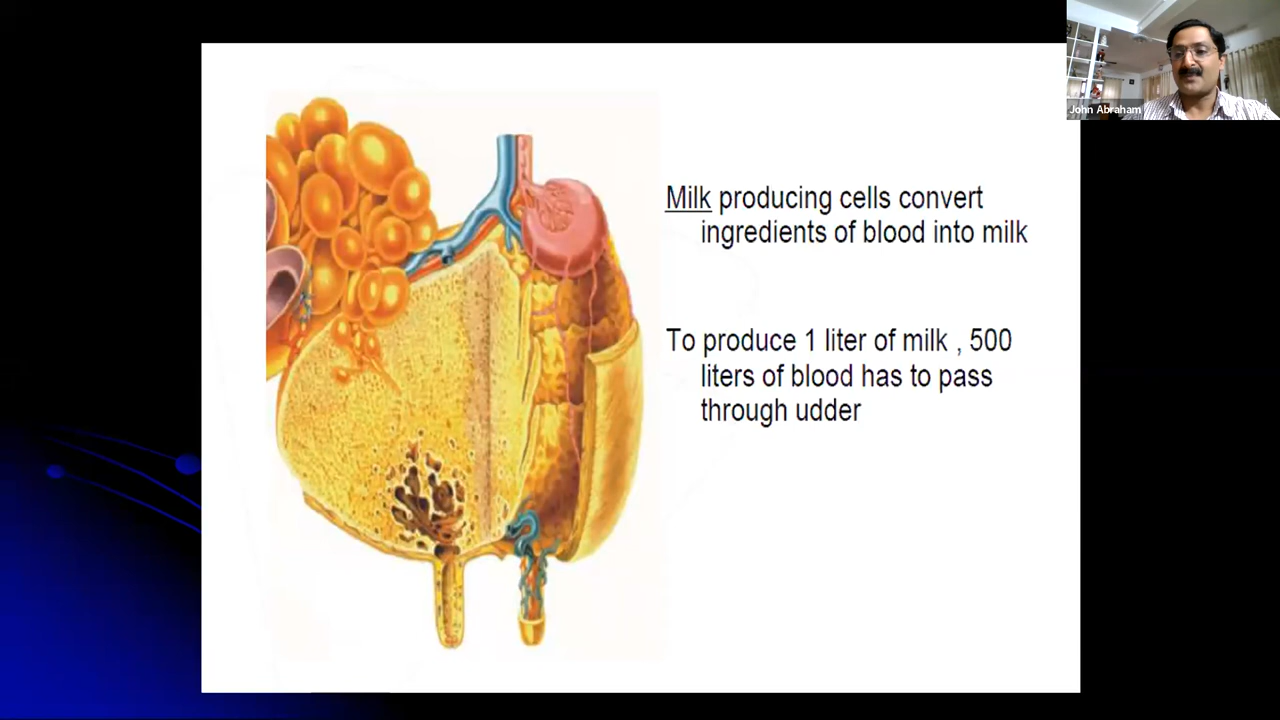 John Abraham
Milk producing cells convert
ingredients of blood into milk
To produce 1 liter of milk , 500
liters of blood has to pass
through udder